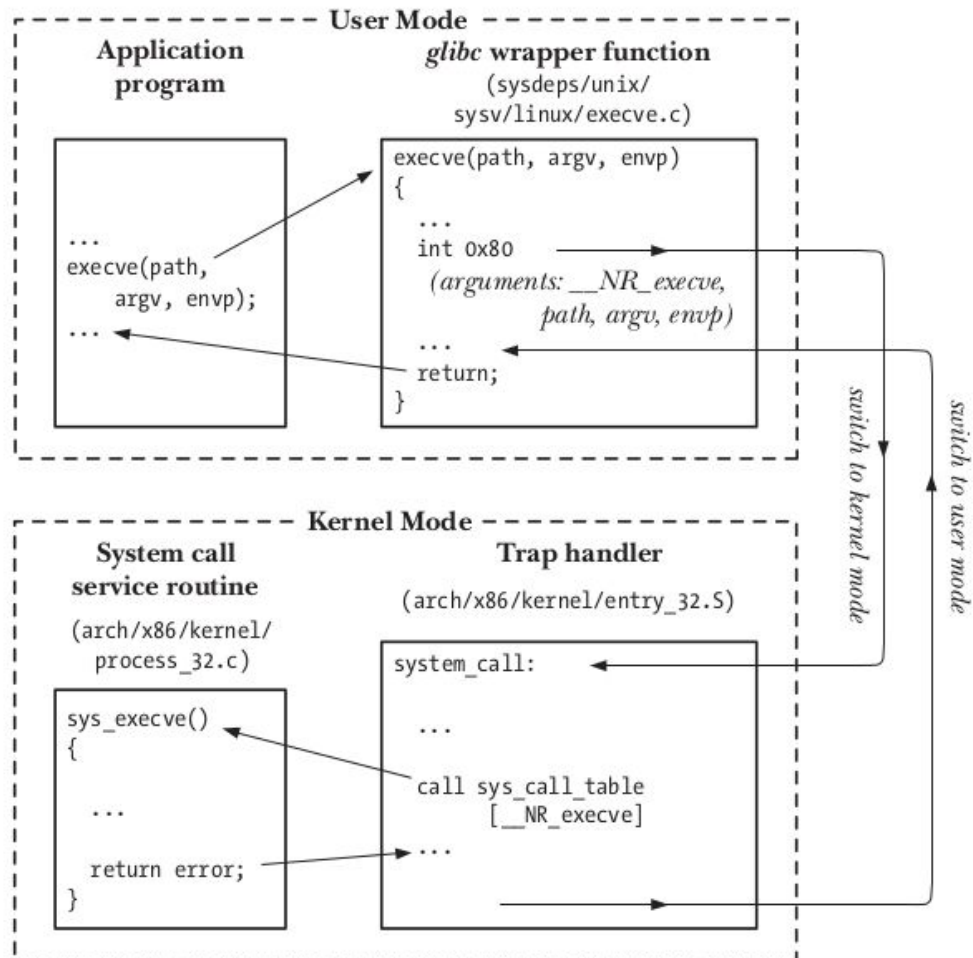 User Mode
Application
program
glibc wrapper function
(sysdeps/unix/
sysv/linux/execve.c)
...
execve(path,
argv, envp);
...
execve(path, argv, envp)
{
...
int 0x80
(arguments: __NR_execve,
path, argv, envp)
...
return;
}
switch to kernel mode
switch to user mode
Kernel Mode
System call
service routine
(arch/x86/kernel/
process_32.c)
Trap handler
(arch/x86/kernel/entry_32.S)
sys_execve()
{
...
return error;
}
system_call:
...
call sys_call_table
[__NR_execve]
...